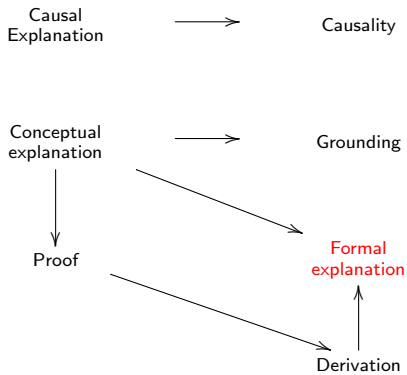 Causal
Explanation
Causality
Conceptual
explanation
Grounding
Proof
Formal
explanation
Derivation